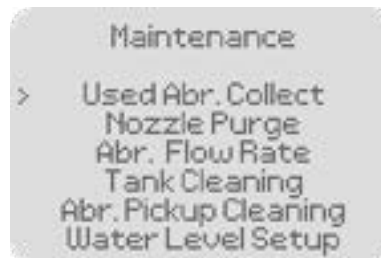 Maintenance
> Used Abr. Collect
Nozzle Purge
Abr. Flow Rate
Tank Cleaning
Abr. Pickup Cleaning
Water Level Setup